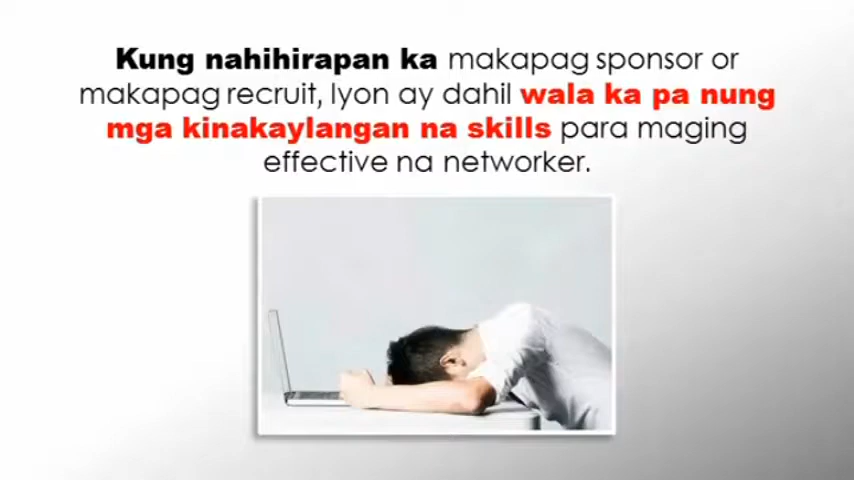 Kung nahihirapan ka makapag sponsor or
makapag recruit, Iyon ay dahil wala ka pa nung
mga kinakaylangan na skills para maging
effective na networker.